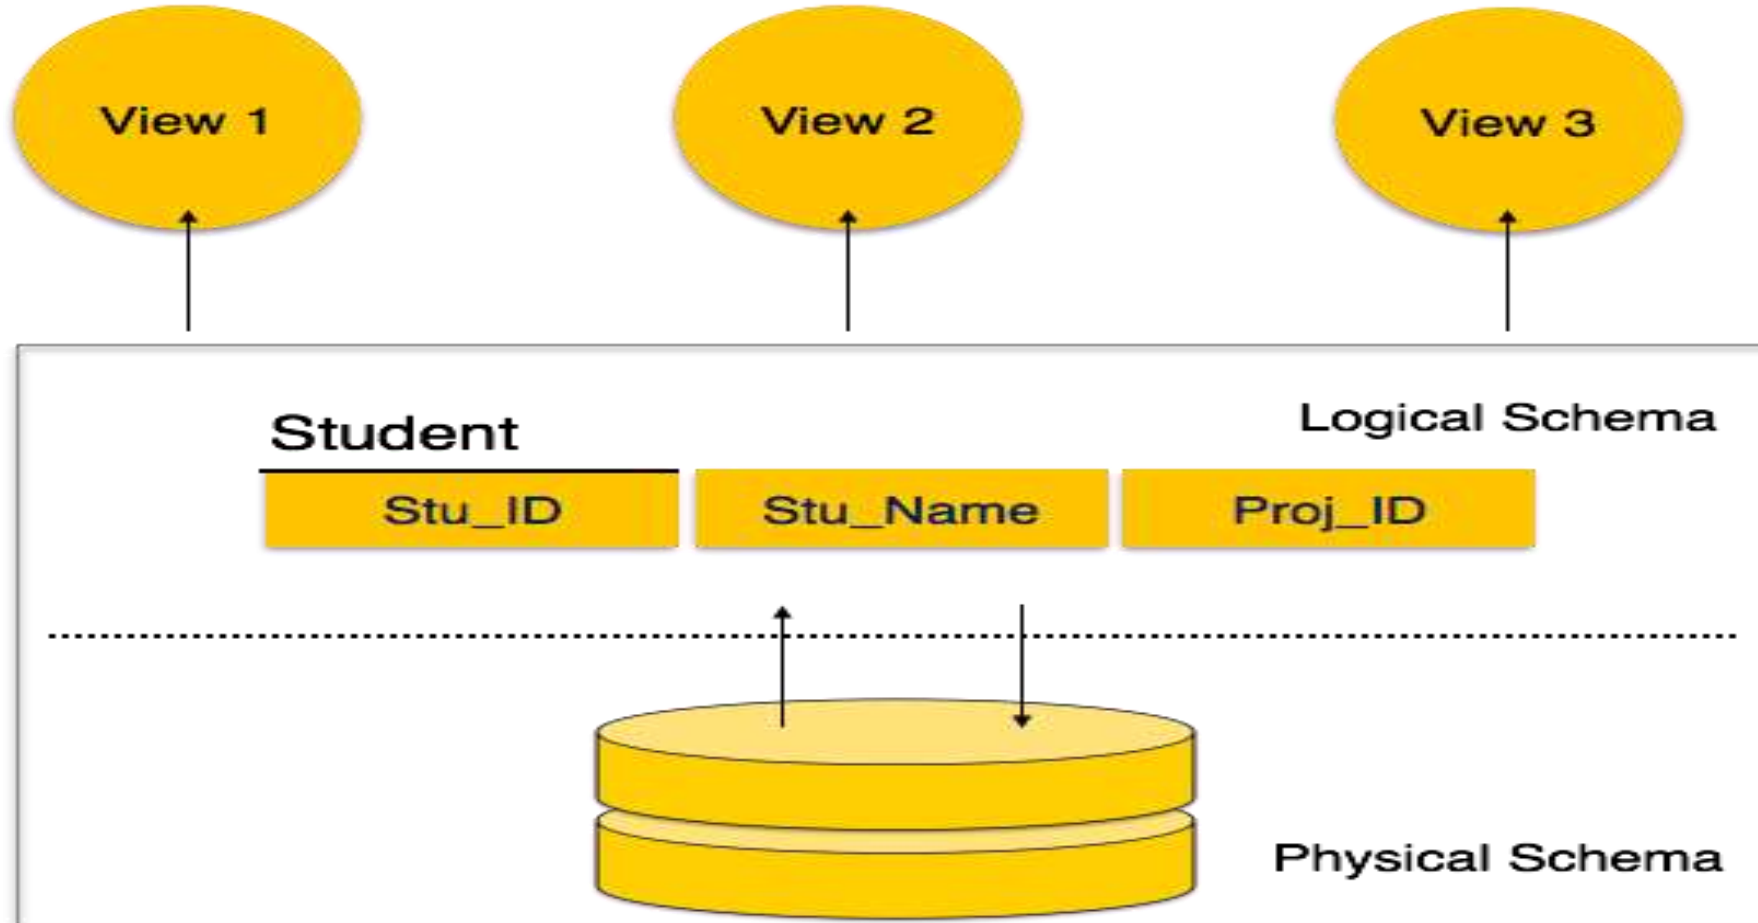 View 1
View 2
View 3
Logical Schema
Student
Stu_ID
Stu_Name
Proj_ID
Physical Schema